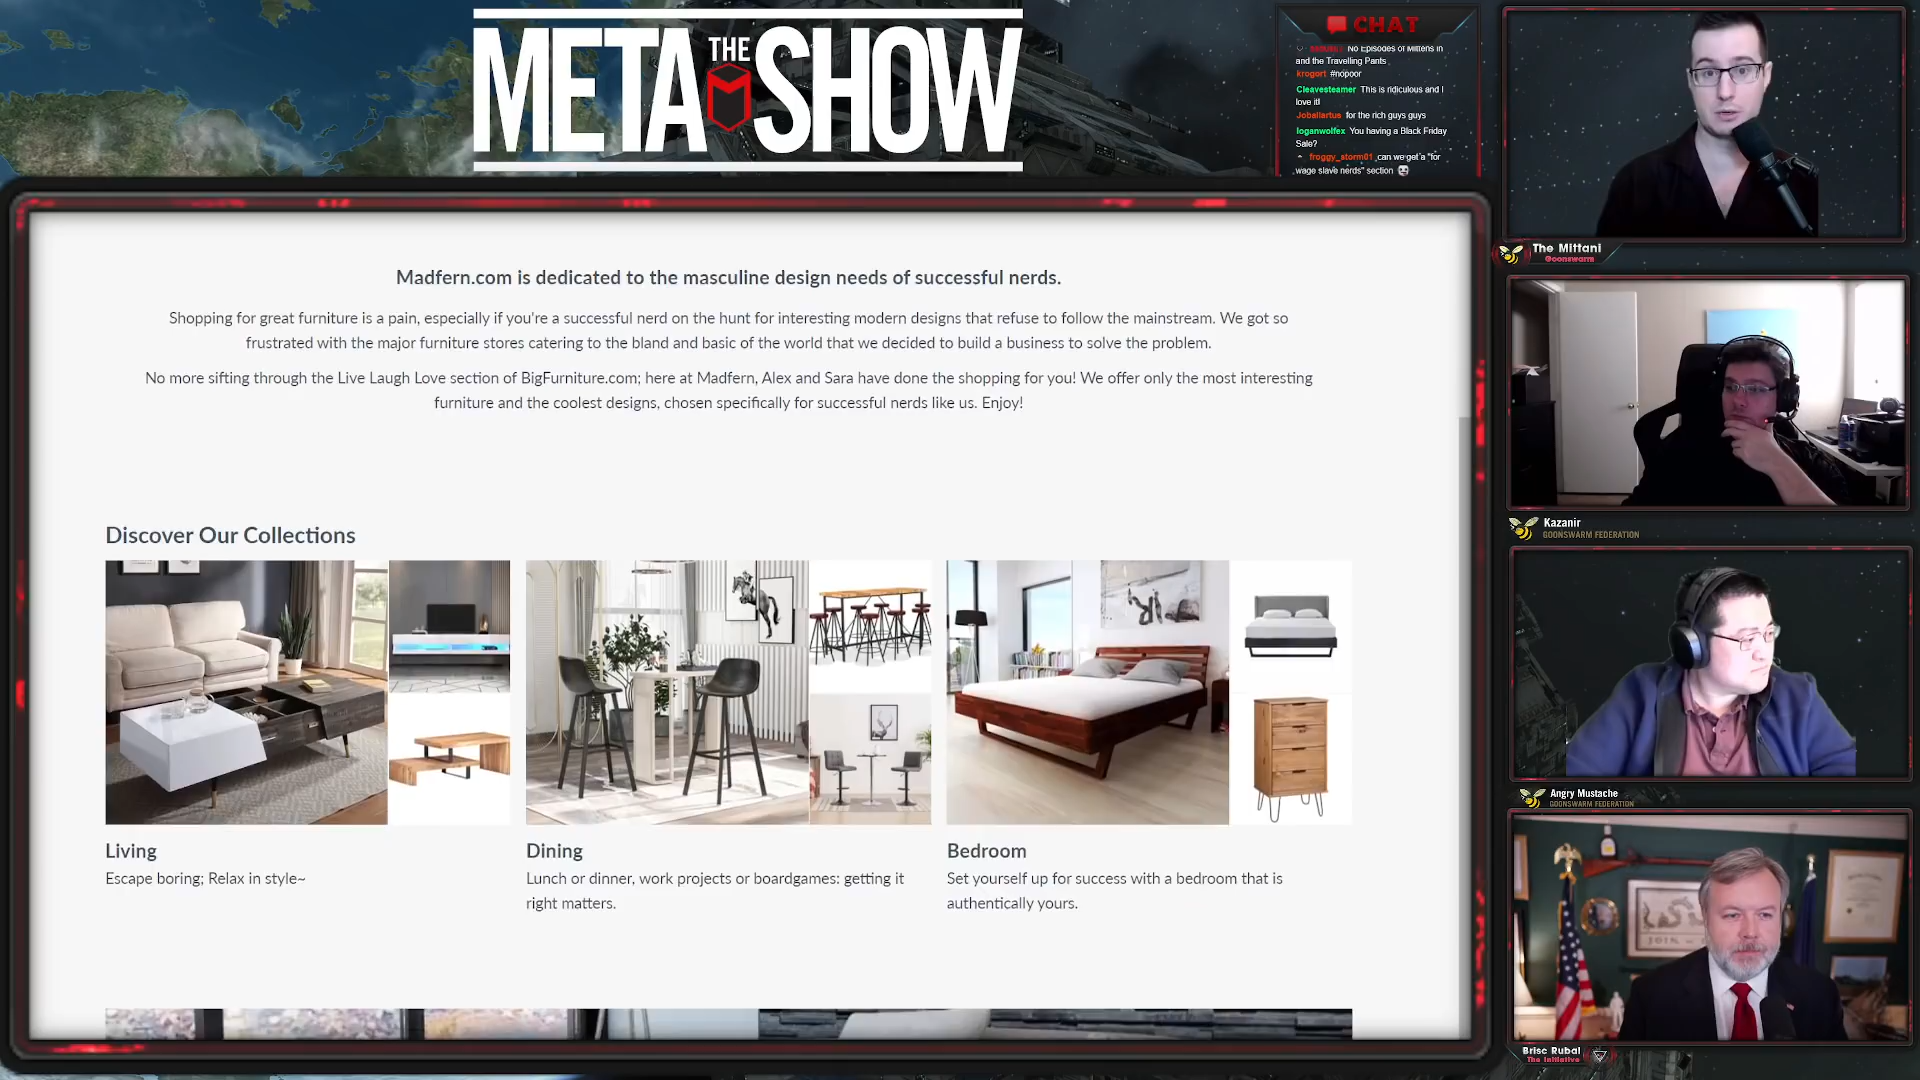 META THE SHOW
CHAT
No Episodes of Mittens in
and the Travelling Pants
krogort #nopoor
Cleavesteamer This is ridiculous and I
love it!
Joballartus for the rich guys guys
loganwolfex You having a Black Friday
Sale?
froggy_storm01 can we get a "for
wage slave nerds" section
The Mittani
Goonswarm
Madfern.com is dedicated to the masculine design needs of successful nerds.
Shopping for great furniture is a pain, especially if you're a successful nerd on the hunt for interesting modern designs that refuse to follow the mainstream. We got so
frustrated with the major furniture stores catering to the bland and basic of the world that we decided to build a business to solve the problem.
No more sifting through the Live Laugh Love section of BigFurniture.com; here at Madfern, Alex and Sara have done the shopping for you! We offer only the most interesting
furniture and the coolest designs, chosen specifically for successful nerds like us. Enjoy!
Kazanir
GOONSWARM FEDERATION
Discover Our Collections
Living
Escape boring; Relax in style~
Dining
Lunch or dinner, work projects or boardgames: getting it
right matters.
Bedroom
Set yourself up for success with a bedroom that is
authentically yours.
Angry Mustache
GOONSWARM FEDERATION
JOIN
Brisc Rubal
The Initiative